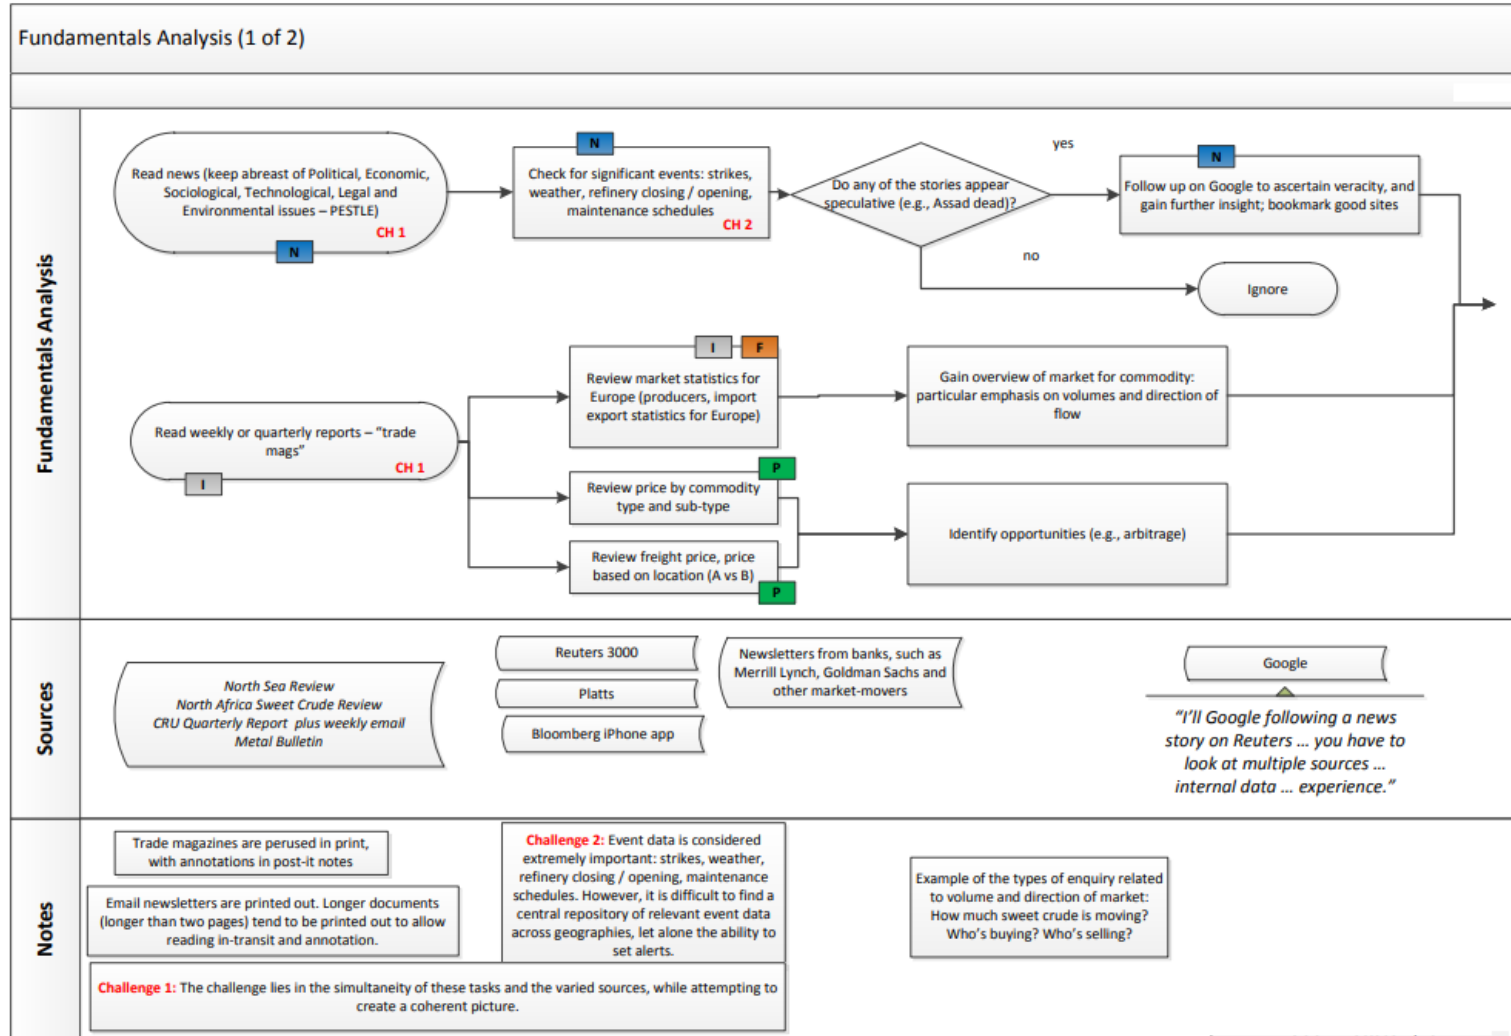 Fundamentals Analysis (1 of 2)
Fundamentals Analysis
Read news (keep abreast of Political, Economic,
Sociological, Technological, Legal and
Environmental issues – PESTLE)
CH 1
N
N
Check for significant events: strikes,
weather, refinery closing / opening,
maintenance schedules
CH 2
Do any of the stories appear
speculative (e.g., Assad dead)?
yes
no
N
Follow up on Google to ascertain veracity, and
gain further insight; bookmark good sites
Ignore
Read weekly or quarterly reports – “trade
mags”
CH 1
I
I
F
Review market statistics for
Europe (producers, import
export statistics for Europe)
Gain overview of market for commodity:
particular emphasis on volumes and direction of
flow
P
Review price by commodity
type and sub-type
Review freight price, price
based on location (A vs B)
P
Identify opportunities (e.g., arbitrage)
Sources
North Sea Review
North Africa Sweet Crude Review
CRU Quarterly Report plus weekly email
Metal Bulletin
Reuters 3000
Platts
Bloomberg iPhone app
Newsletters from banks, such as
Merrill Lynch, Goldman Sachs and
other market-movers
Google
“I’ll Google following a news
story on Reuters … you have to
look at multiple sources …
internal data … experience.”
Notes
Trade magazines are perused in print,
with annotations in post-it notes
Email newsletters are printed out. Longer documents
(longer than two pages) tend to be printed out to allow
reading in-transit and annotation.
Challenge 2: Event data is considered
extremely important: strikes, weather,
refinery closing / opening, maintenance
schedules. However, it is difficult to find a
central repository of relevant event data
across geographies, let alone the ability to
set alerts.
Challenge 1: The challenge lies in the simultaneity of these tasks and the varied sources, while attempting to
create a coherent picture.
Example of the types of enquiry related
to volume and direction of market:
How much sweet crude is moving?
Who’s buying? Who’s selling?